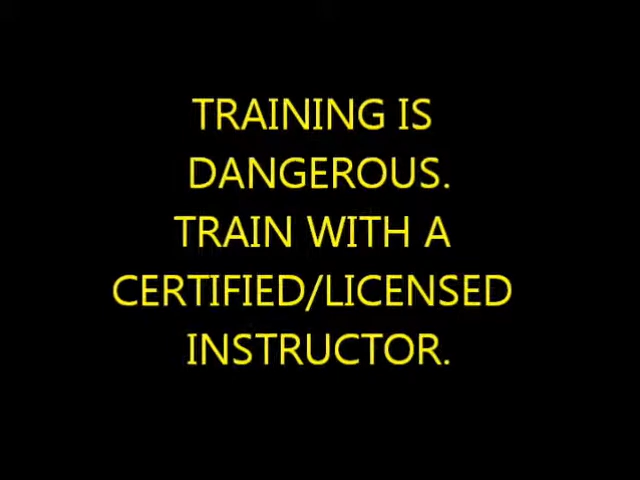 TRAINING IS
DANGEROUS.
TRAIN WITH A
CERTIFIED/LICENSED
INSTRUCTOR.